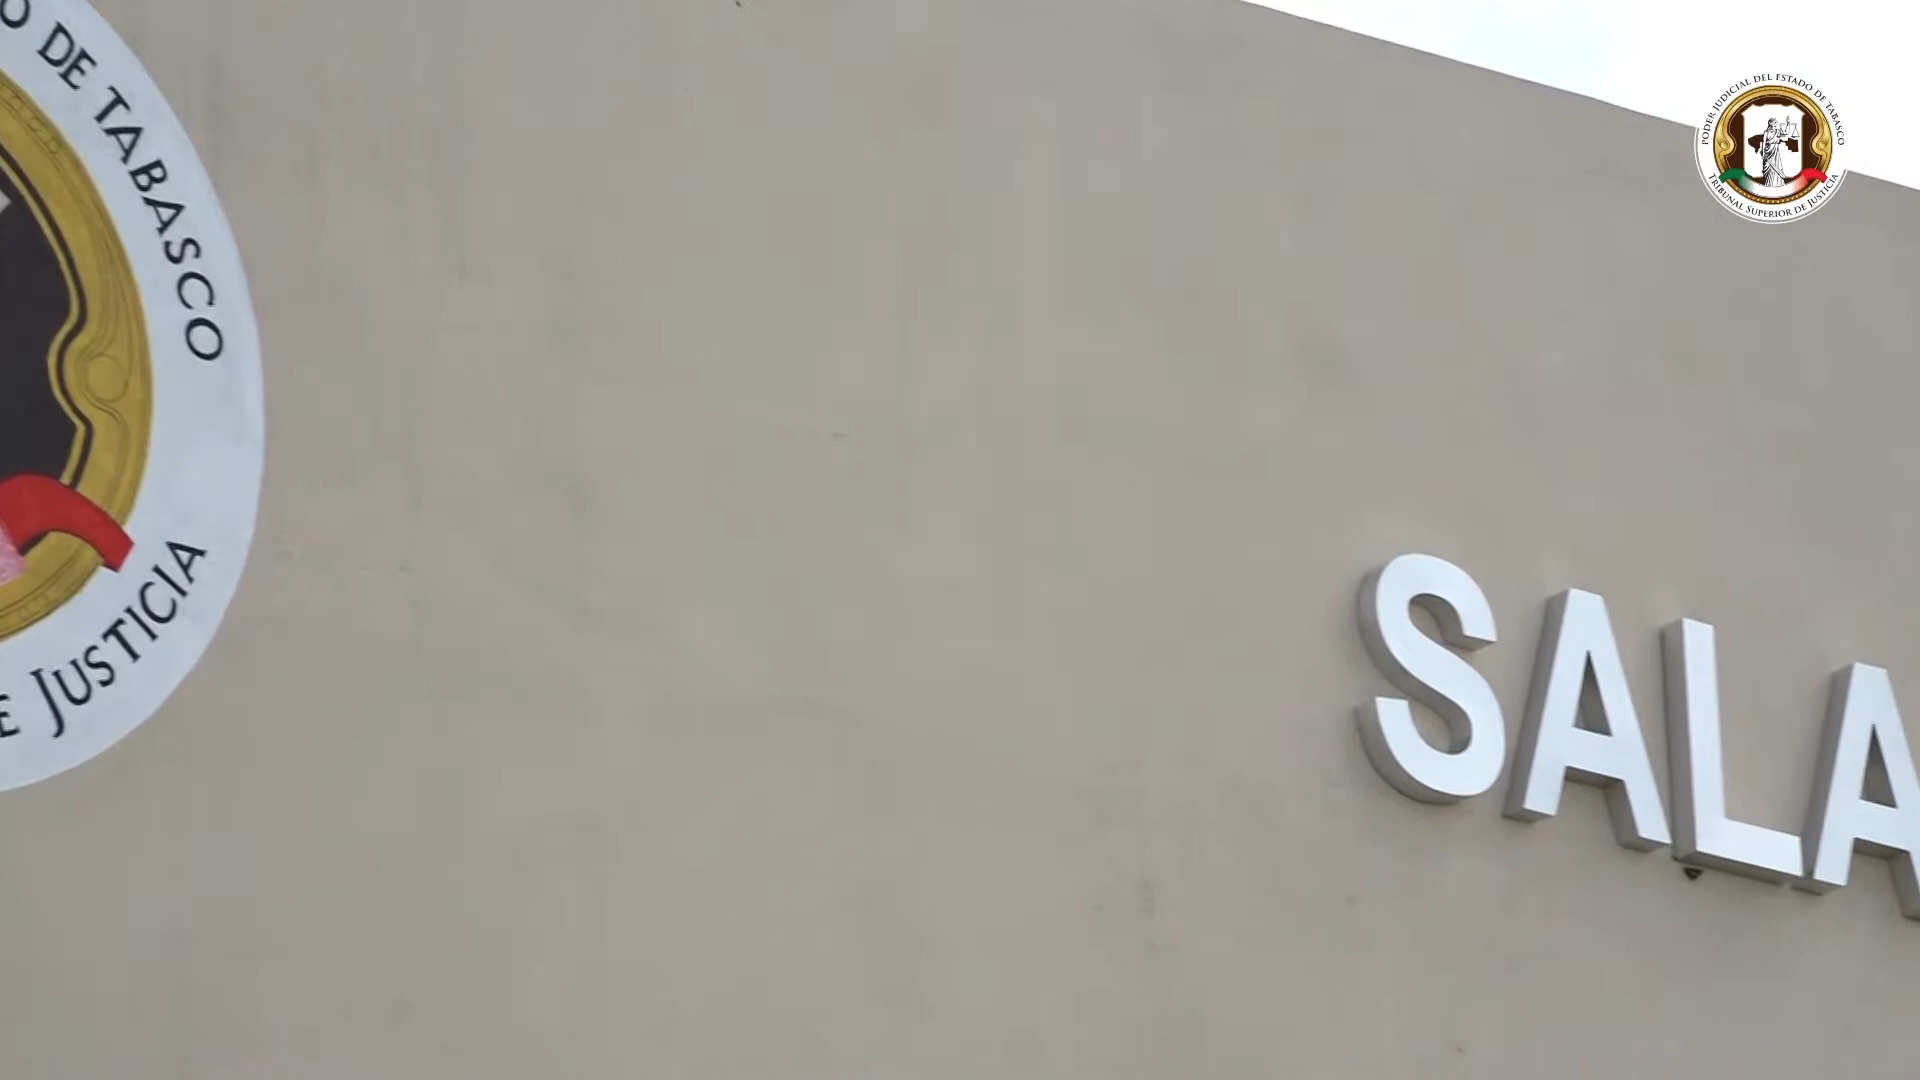 O DE TABASCO
E JUSTICIA
PODER JUDICIAL DEL ESTADO DE TABASCO
TRIBUNAL SUPERIOR DE JUSTICIA
SALA